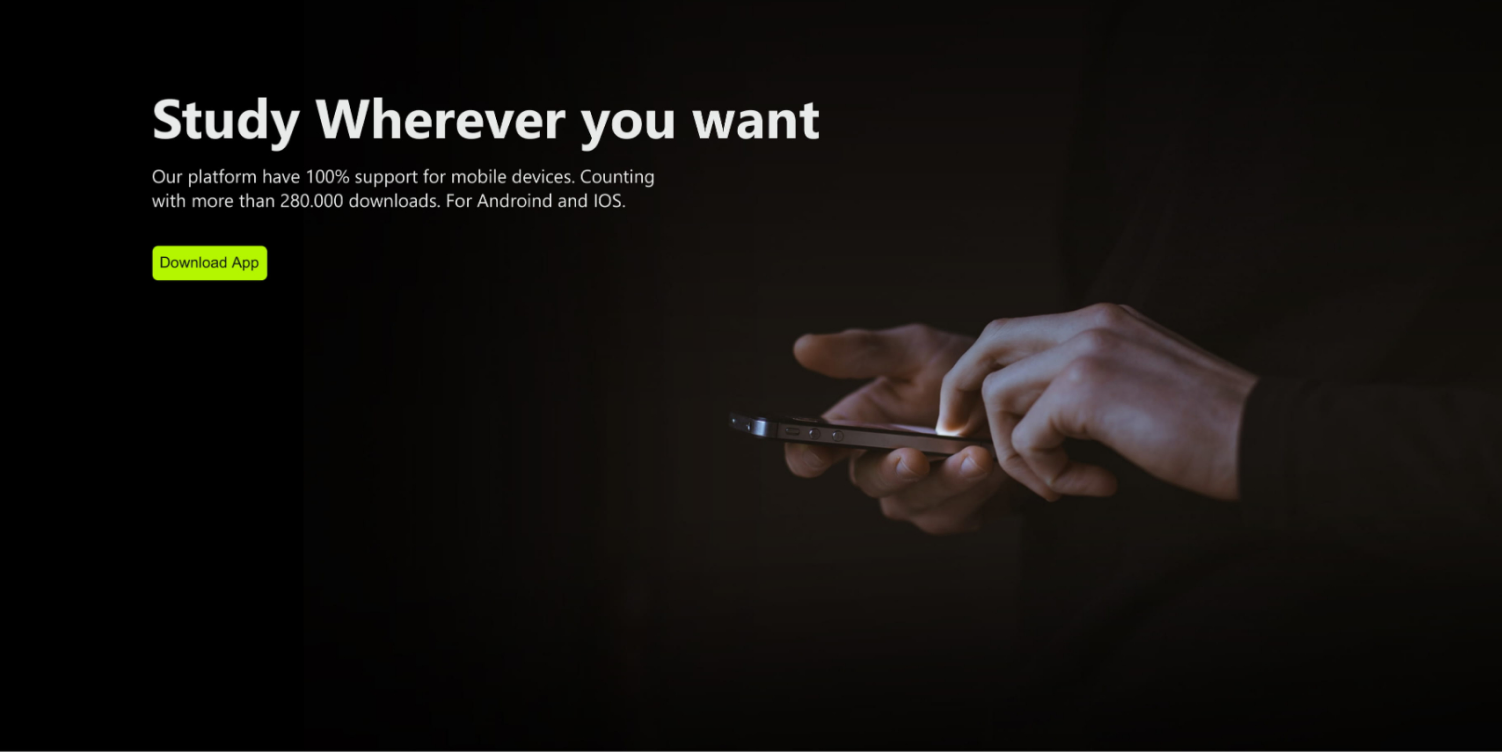 Study Wherever you want
Our platform have 100% support for mobile devices. Counting
with more than 280.000 downloads. For Androind and IOS.
Download App